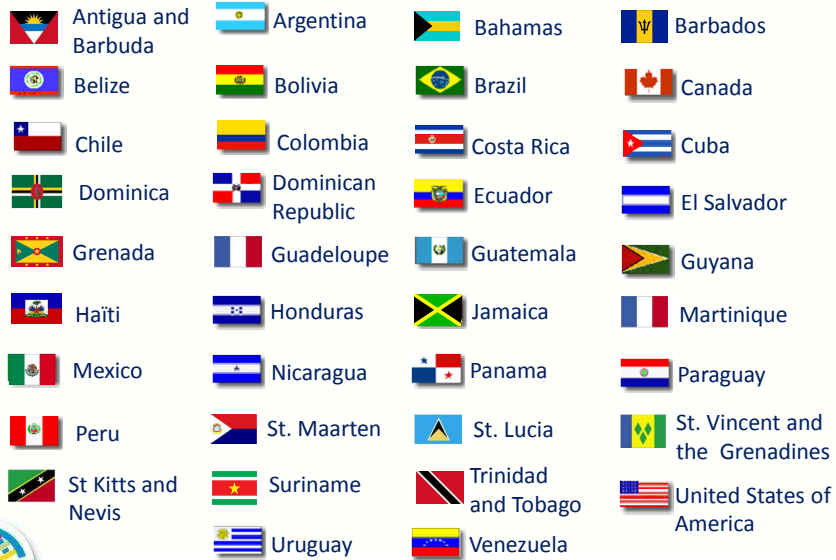 Antigua and
Barbuda
Argentina
Bahamas
Barbados
Belize
Bolivia
Brazil
Canada
Chile
Colombia
Costa Rica
Cuba
Dominica
Dominican
Republic
Ecuador
El Salvador
Grenada
Guadeloupe
Guatemala
Guyana
Haïti
Honduras
Jamaica
Martinique
Mexico
Nicaragua
Panama
Paraguay
Peru
St. Maarten
St. Lucia
St. Vincent and
the Grenadines
St Kitts and
Nevis
Suriname
Trinidad
and Tobago
United States of
America
Uruguay
Venezuela